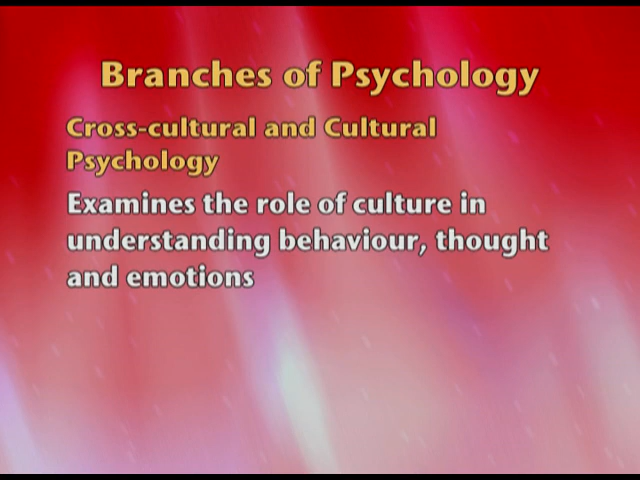 Branches of Psychology
Cross-cultural and Cultural
Psychology
Examines the role of culture in
understanding behaviour, thought
and emotions